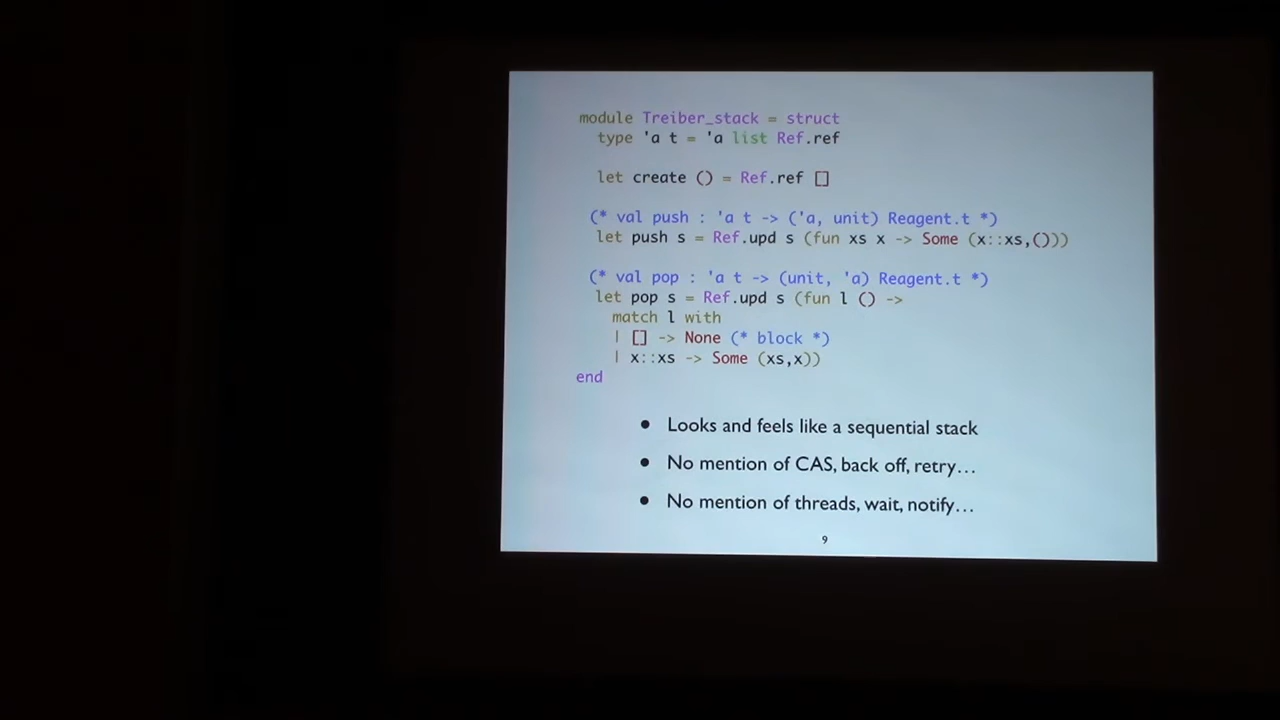 module Treiber_stack = struct
type 'a t = 'a list Ref.ref
let create () = Ref.ref []
(* val push : 'a t -> ('a, unit) Reagent.t *)
let push s = Ref.upd s (fun xs x -> Some (x::xs,()))
(* val pop : 'a t -> (unit, 'a) Reagent.t *)
let pop s = Ref.upd s (fun l () ->
match l with
| [] -> None (* block *)
| x::xs -> Some (xs,x))
end
• Looks and feels like a sequential stack
• No mention of CAS, back off, retry…
• No mention of threads, wait, notify…
9